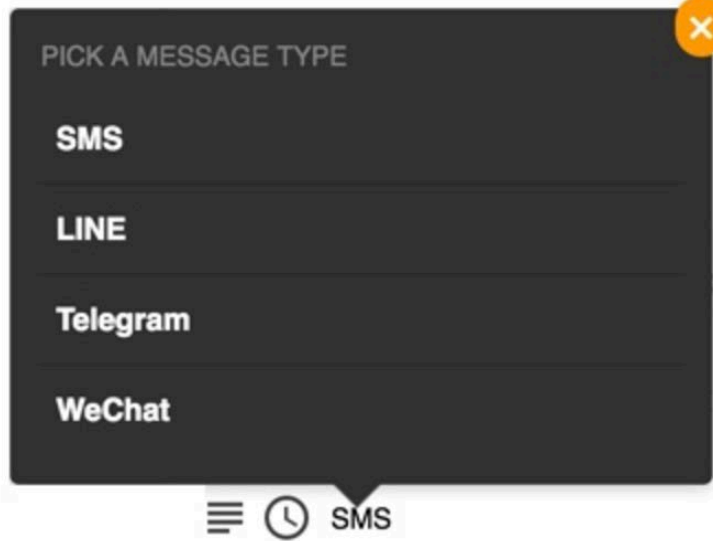 PICK A MESSAGE TYPE
SMS
LINE
Telegram
WeChat
SMS